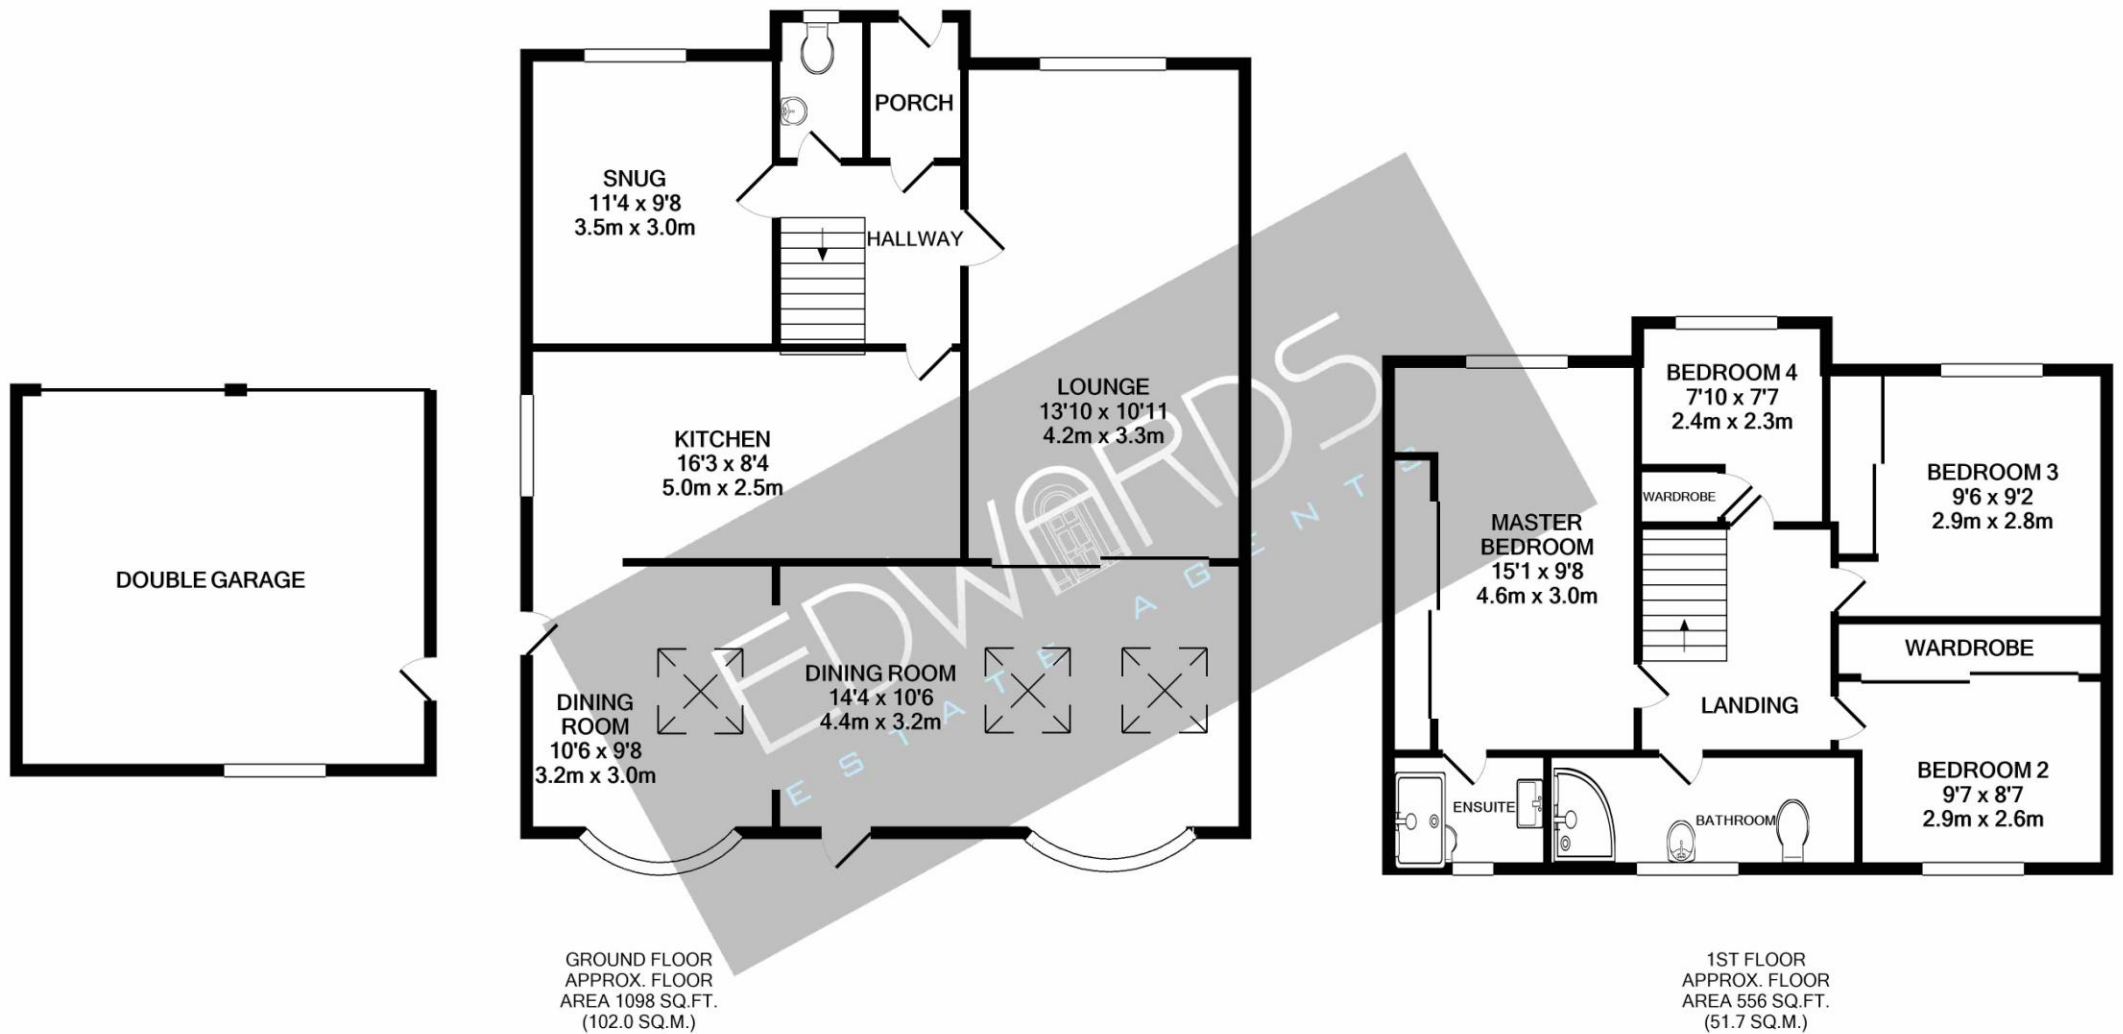 PORCH
SNUG
11'4 x 9'8
3.5m x 3.0m
HALLWAY
LOUNGE
13'10 x 10'11
4.2m x 3.3m
KITCHEN
16'3 x 8'4
5.0m x 2.5m
DOUBLE GARAGE
DINING ROOM
14'4 x 10'6
4.4m x 3.2m
DINING
ROOM
10'6 x 9'8
3.2m x 3.0m
EDWARDS
ESTATE AGENTS
GROUND FLOOR
APPROX. FLOOR
AREA 1098 SQ.FT.
(102.0 SQ.M.)
BEDROOM 4
7'10 x 7'7
2.4m x 2.3m
WARDROBE
BEDROOM 3
9'6 x 9'2
2.9m x 2.8m
MASTER
BEDROOM
15'1 x 9'8
4.6m x 3.0m
WARDROBE
LANDING
BEDROOM 2
9'7 x 8'7
2.9m x 2.6m
ENSUITE
BATHROOM
1ST FLOOR
APPROX. FLOOR
AREA 556 SQ.FT.
(51.7 SQ.M.)